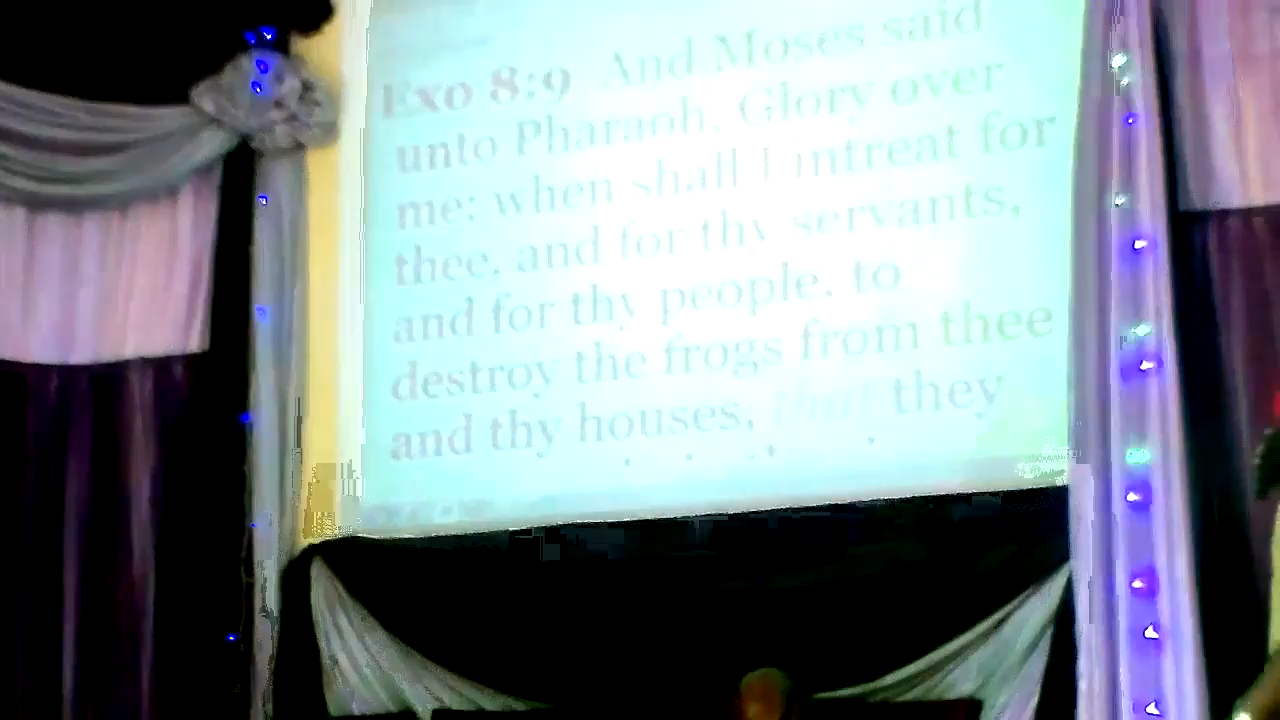 Exo 8:9 And Moses said
unto Pharaoh, Glory over
me: when shall I intreat for
thee, and for thy servants,
and for thy people, to
destroy the frogs from thee
and thy houses, that they